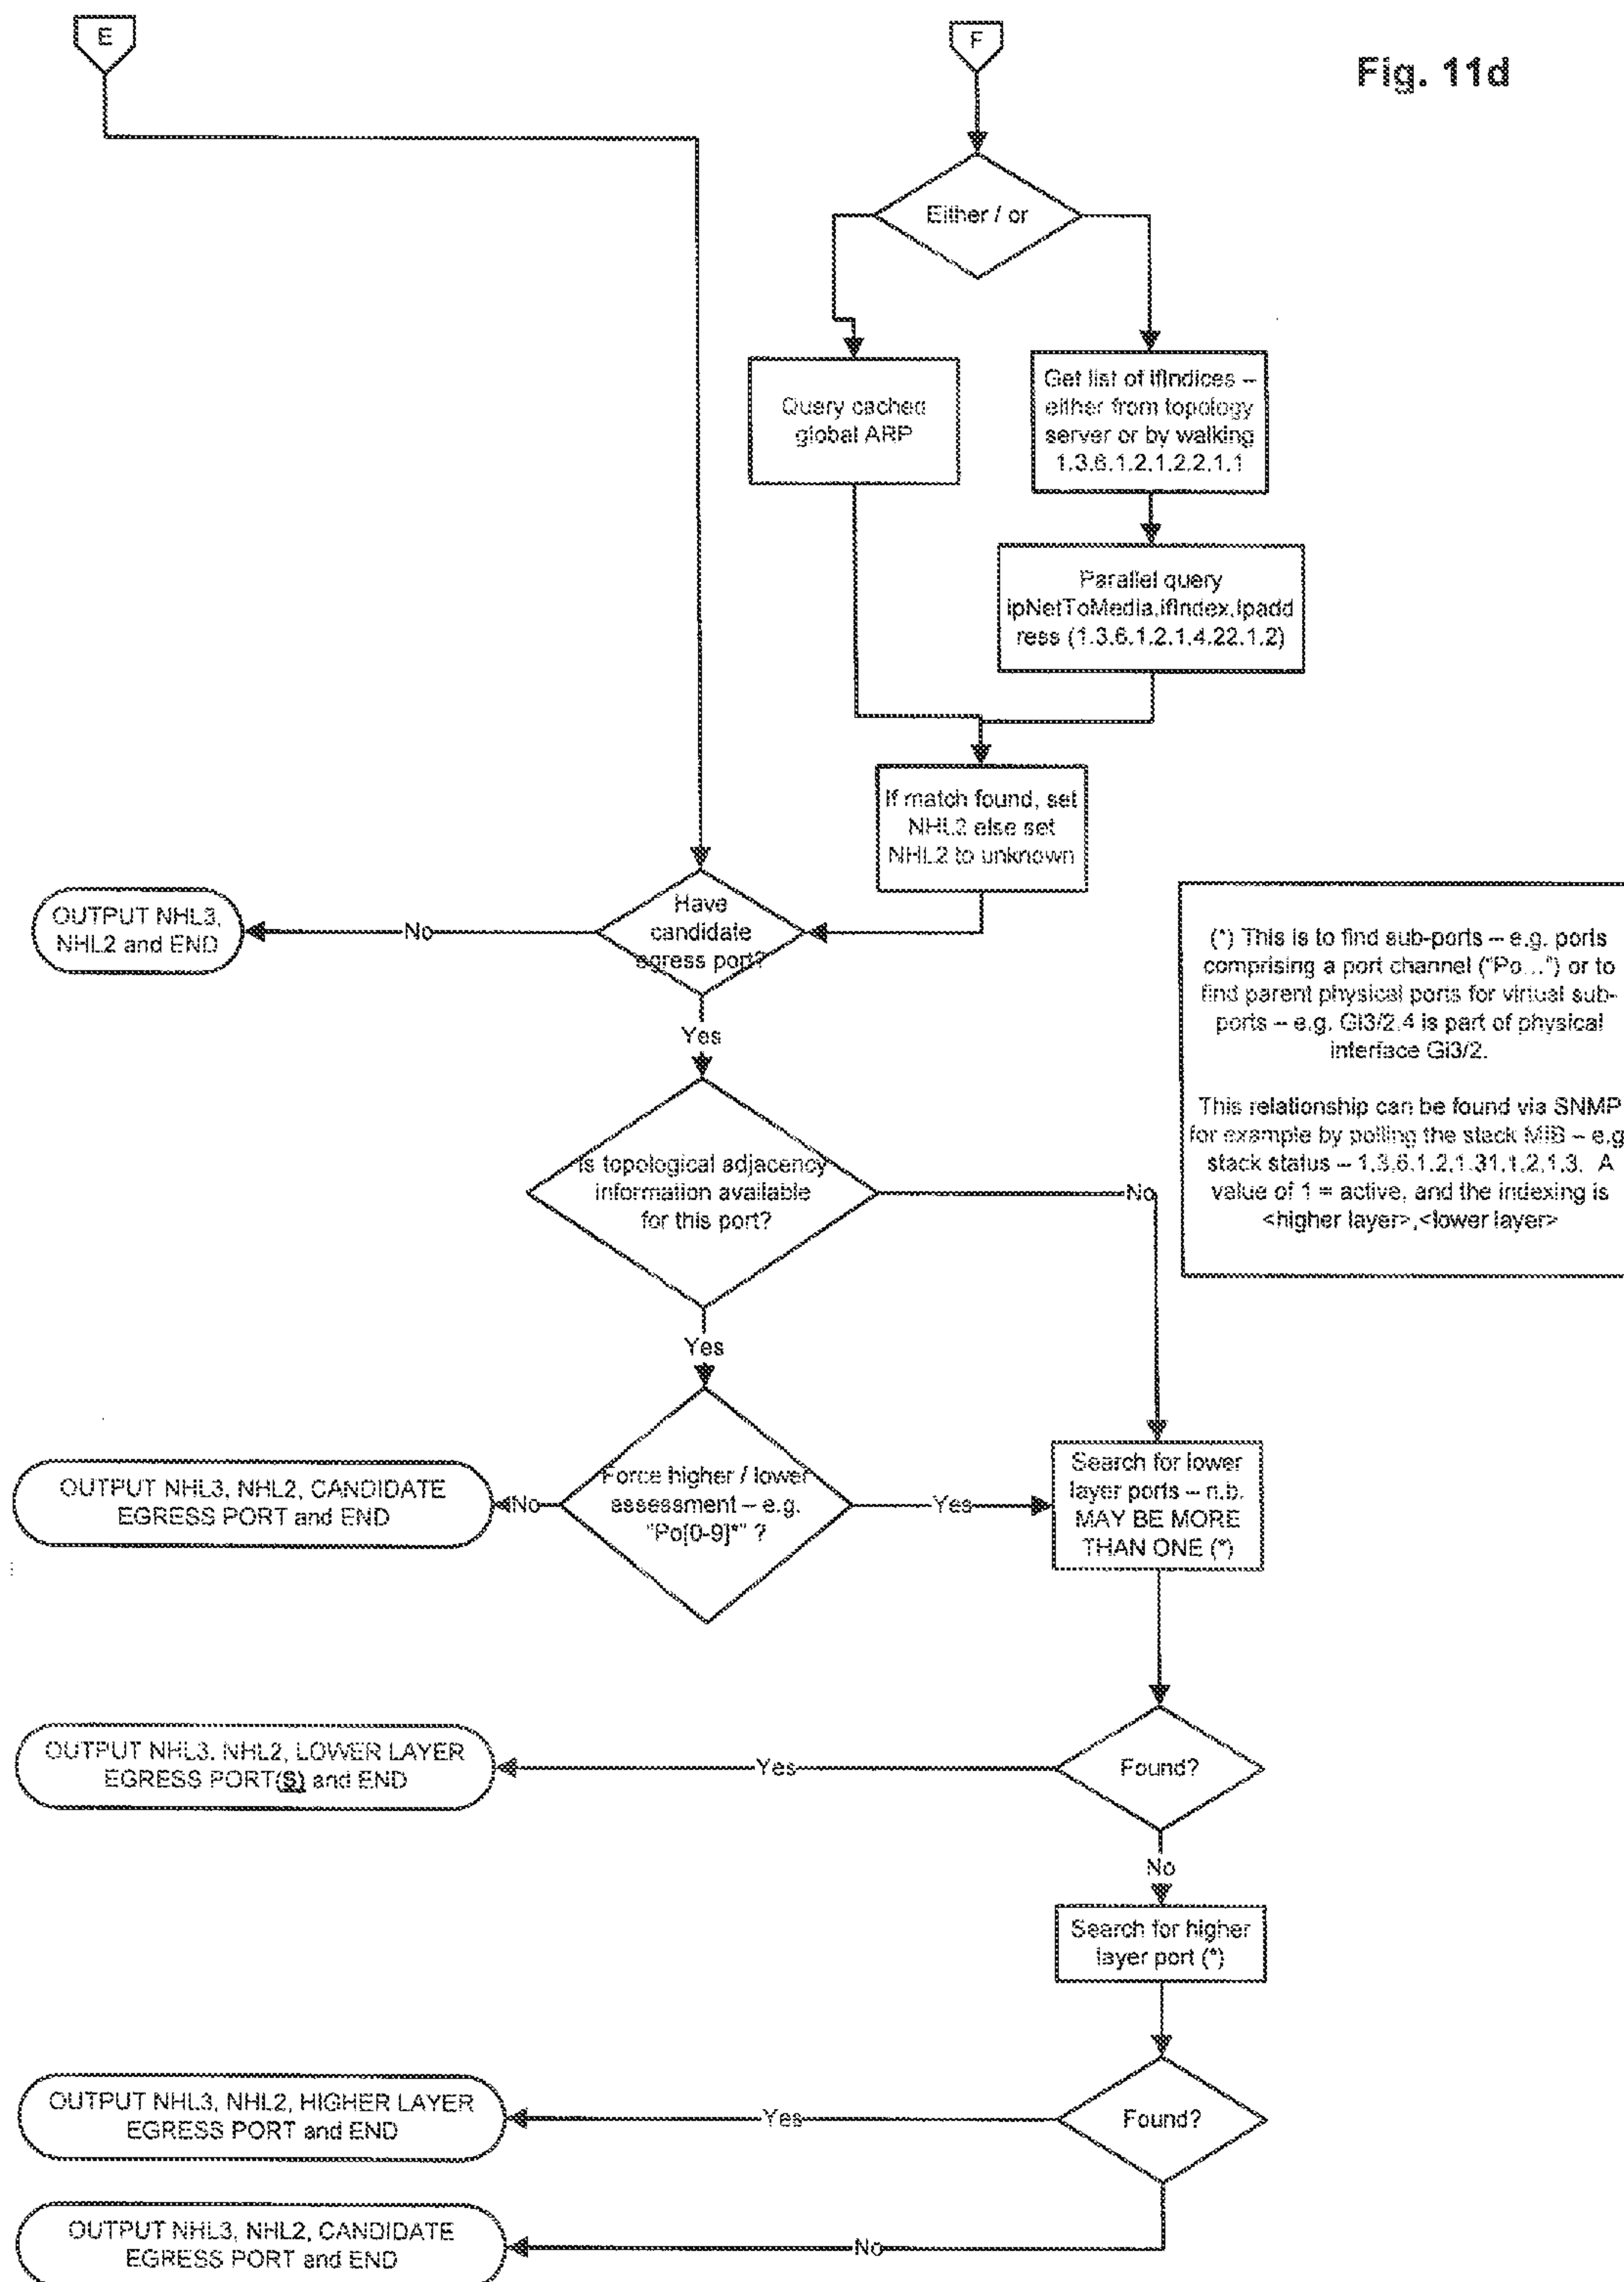 E
F
Fig. 11d
Either / or
Query cached
global ARP
Get list of ifIndices –
either from topology
server or by walking
1.3.6.1.2.1.2.2.1.1
Parallel query
ipNetToMedia.ifIndex.ipadd
ress (1.3.6.1.2.1.4.22.1.2)
If match found, set
NHL2 else set
NHL2 to unknown
Have
candidate
egress port?
No
OUTPUT NHL3,
NHL2 and END
Yes
(*) This is to find sub-ports – e.g. ports
comprising a port channel ("Po...") or to
find parent physical ports for virtual sub-
ports – e.g. Gi3/2.4 is part of physical
interface Gi3/2.
This relationship can be found via SNMP
for example by polling the stack MIB – e.g
stack status – 1.3.6.1.2.1.31.1.2.1.3. A
value of 1 = active, and the indexing is
<higher layer>.<lower layer>
Is topological adjacency
information available
for this port?
No
Yes
Force higher / lower
assessment – e.g.
"Po[0-9]*" ?
No
OUTPUT NHL3, NHL2, CANDIDATE
EGRESS PORT and END
Yes
Search for lower
layer ports – n.b.
MAY BE MORE
THAN ONE (*)
Found?
Yes
OUTPUT NHL3, NHL2, LOWER LAYER
EGRESS PORT(S) and END
No
Search for higher
layer port (*)
Found?
Yes
OUTPUT NHL3, NHL2, HIGHER LAYER
EGRESS PORT and END
No
OUTPUT NHL3, NHL2, CANDIDATE
EGRESS PORT and END